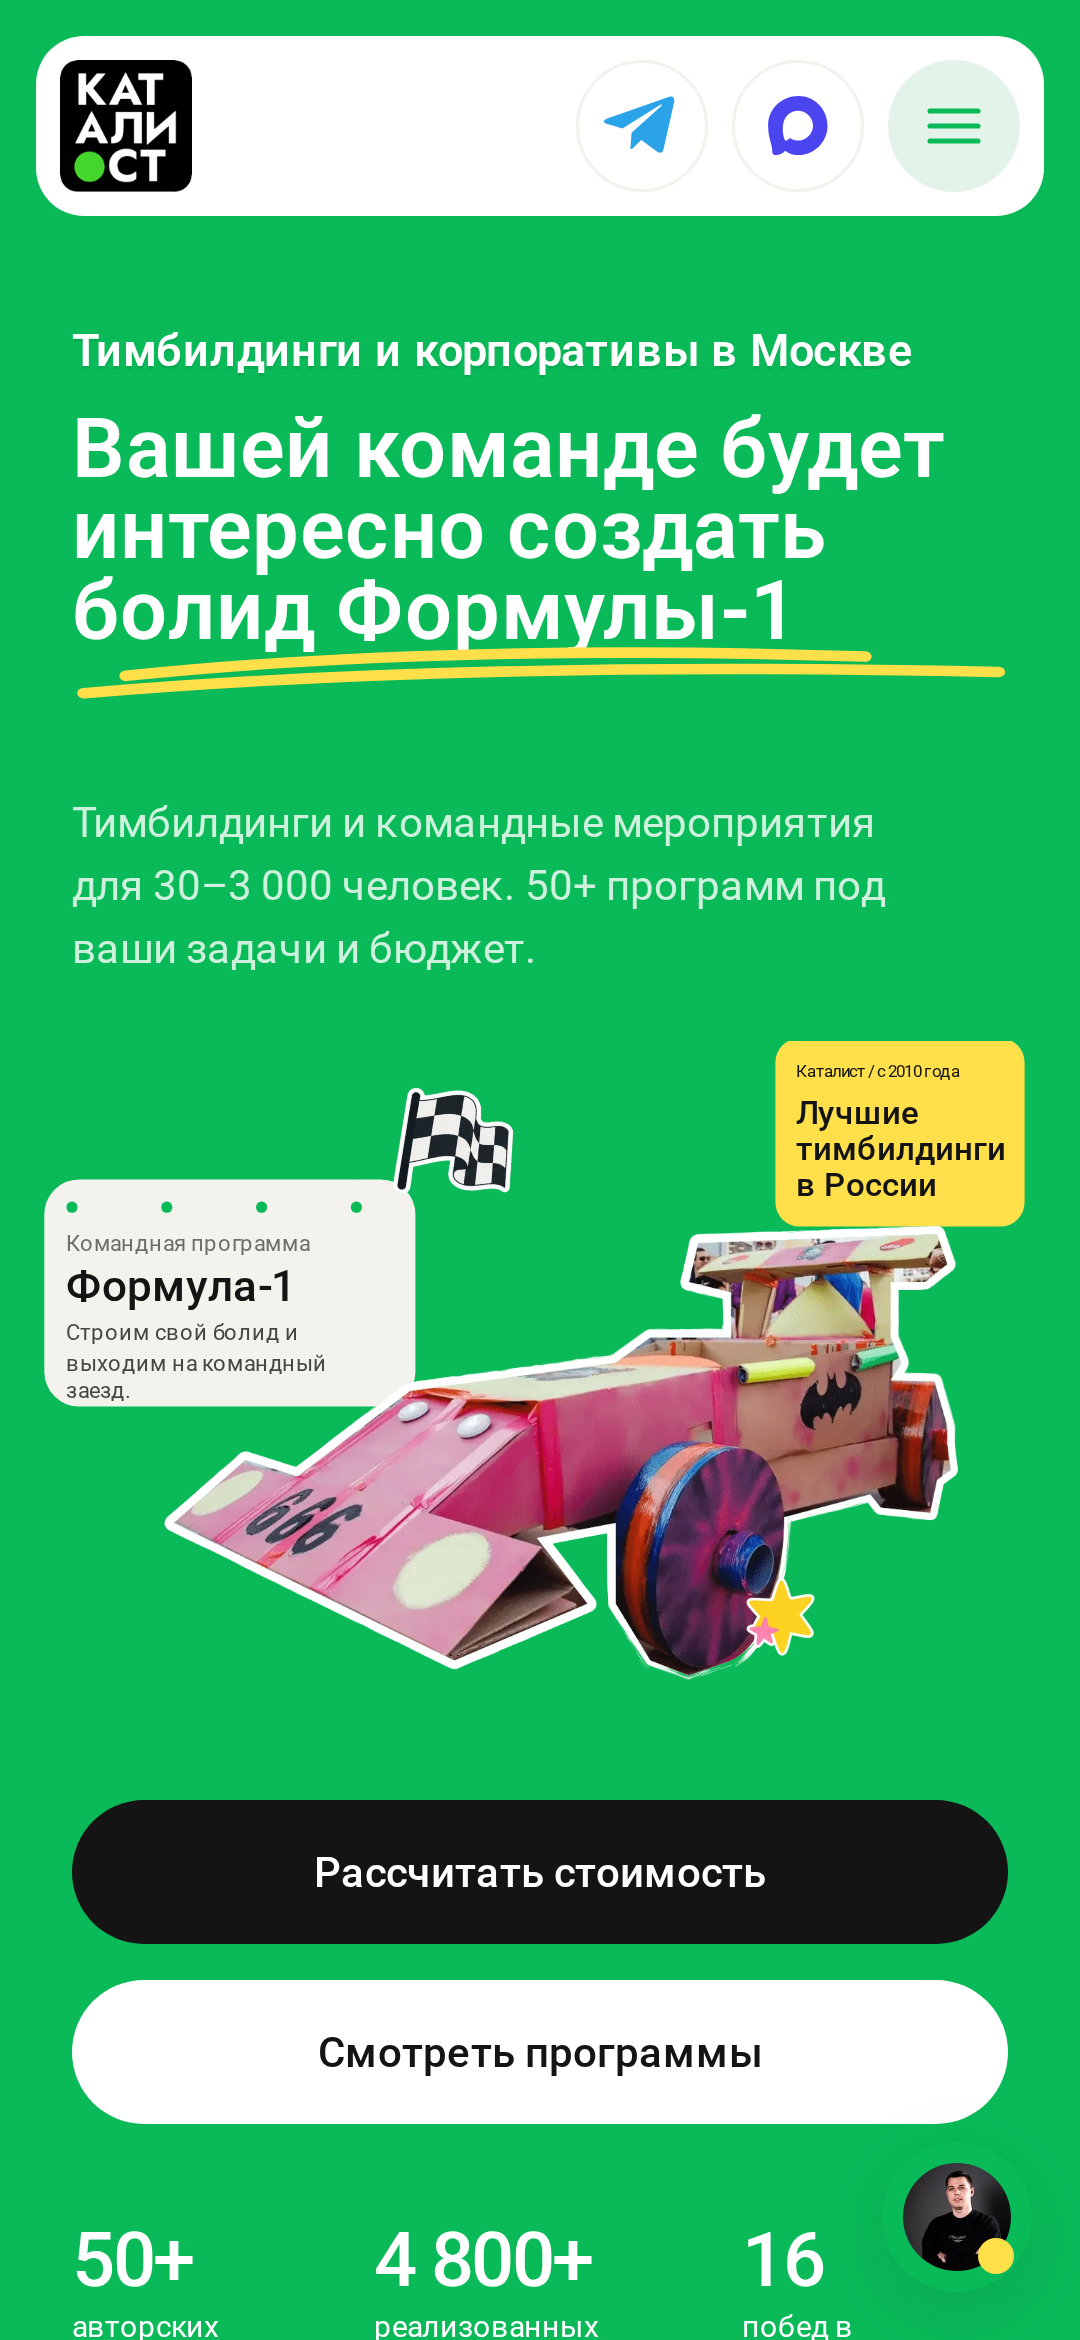 КАТ
АЛИ
СТ
Тимбилдинги и корпоративы в Москве
Вашей команде будет
интересно создать
болид Формулы-1
Тимбилдинги и командные мероприятия
для 30–3 000 человек. 50+ программ под
ваши задачи и бюджет.
Каталист / с 2010 года
Лучшие
тимбилдинги
в России
Командная программа
Формула-1
Строим свой болид и
выходим на командный
заезд.
666
Рассчитать стоимость
Смотреть программы
50+
4 800+
16
авторских
реализованных
побед в